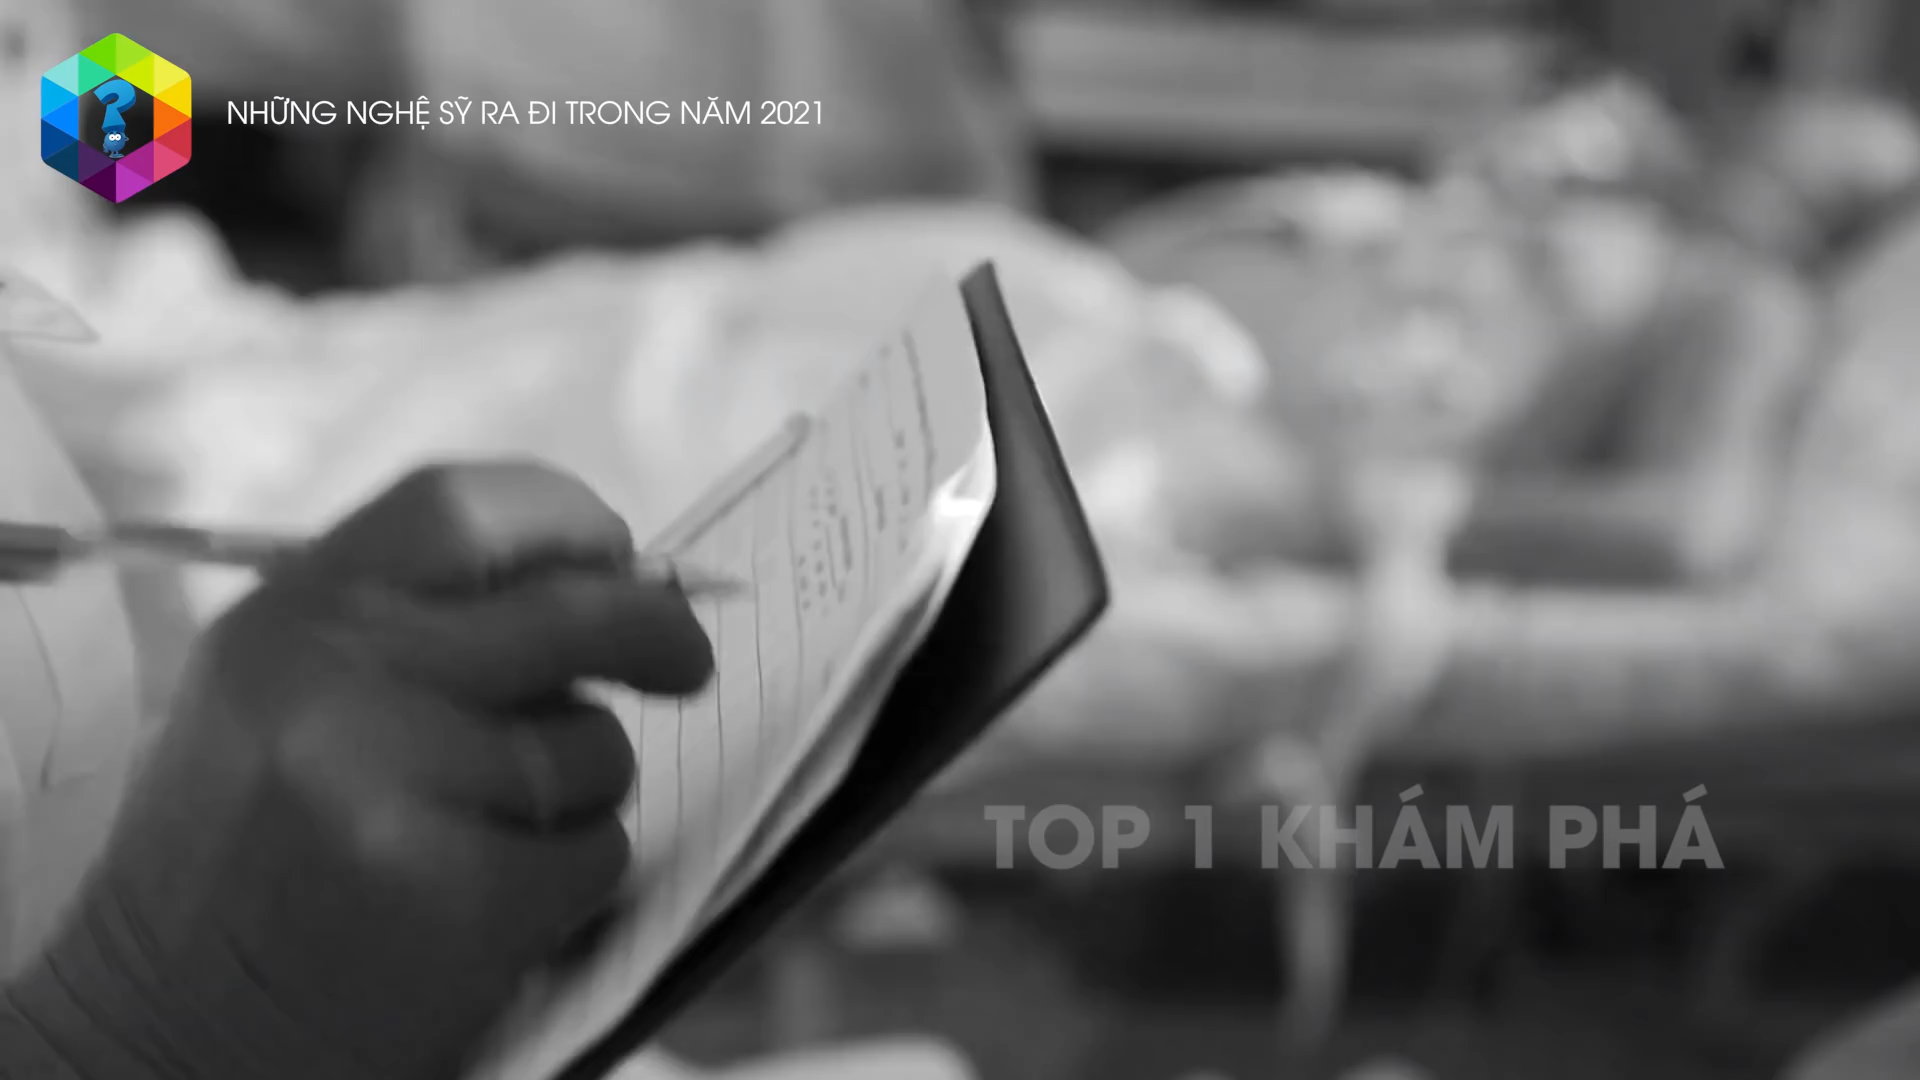 NHỮNG NGHỆ SỸ RA ĐI TRONG NĂM 2021
TOP 1 KHÁM PHÁ